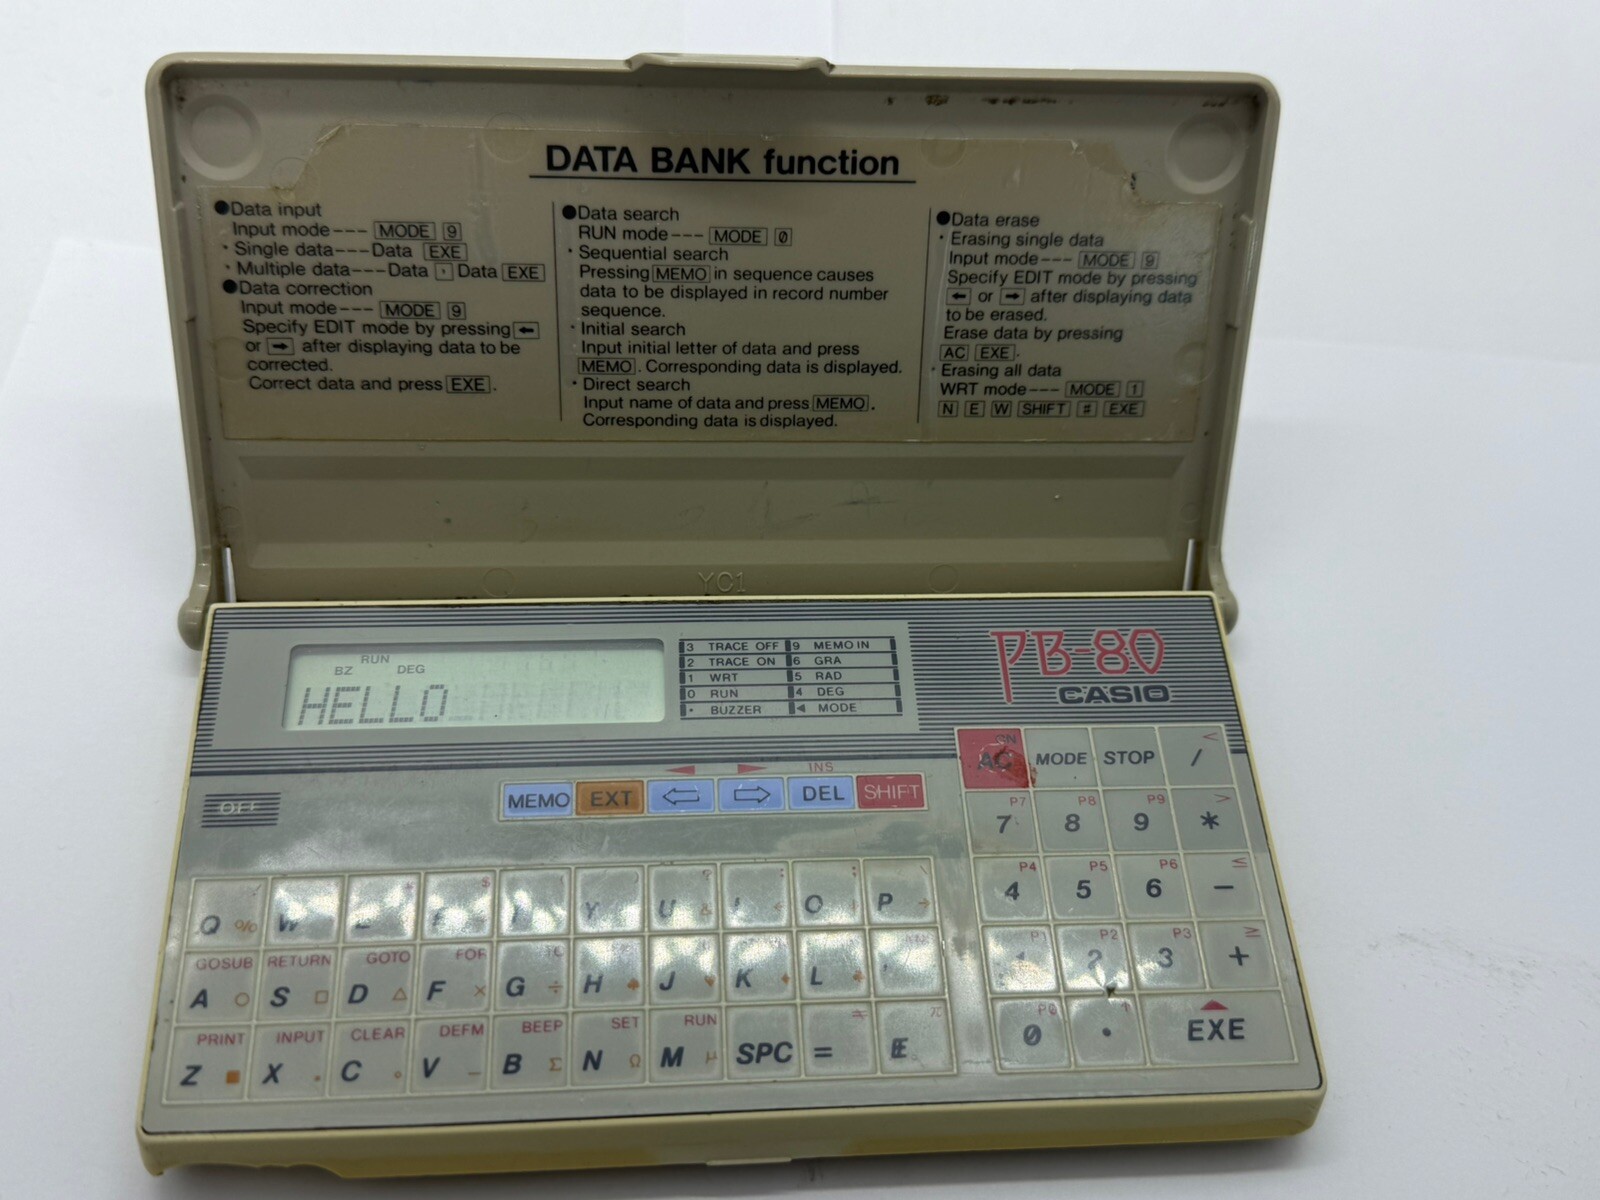 DATA BANK function
●Data input
Input mode--- MODE 9
・Single data---Data EXE
・Multiple data---Data , Data EXE
●Data correction
Input mode--- MODE 9
Specify EDIT mode by pressing ←
or → after displaying data to be
corrected.
Correct data and press EXE.
●Data search
RUN mode--- MODE 0
・Sequential search
Pressing MEMO in sequence causes
data to be displayed in record number
sequence.
・Initial search
Input initial letter of data and press
MEMO. Corresponding data is displayed.
・Direct search
Input name of data and press MEMO.
Corresponding data is displayed.
●Data erase
・Erasing single data
Input mode--- MODE 9
Specify EDIT mode by pressing
← or → after displaying data
to be erased.
Erase data by pressing
AC EXE.
・Erasing all data
WRT mode--- MODE 1
N E W SHIFT # EXE
YC1
RUN
BZ DEG
HELLO
3 TRACE OFF 9 MEMO IN
2 TRACE ON 6 GRA
1 WRT 5 RAD
0 RUN 4 DEG
• BUZZER ◀ MODE
PB-80
CASIO
ON <
AC MODE STOP /
◀ ▶ INS
OFF MEMO EXT ⇦ ⇨ DEL SHIFT
P7 P8 P9 >
7 8 9 *
P4 P5 P6 ≤
4 5 6 −
Q % W Y U O P →
P1 P2 P3 ≥
1 2 3 +
GOSUB RETURN GOTO FOR
A ○ S □ D △ F × G ÷ H ♠ J ♥ K ♦ L ♣
P0 ▲
0 • EXE
PRINT INPUT CLEAR DEFM BEEP SET RUN ≠ π
Z ■ X C V B Σ N Ω M μ SPC = E